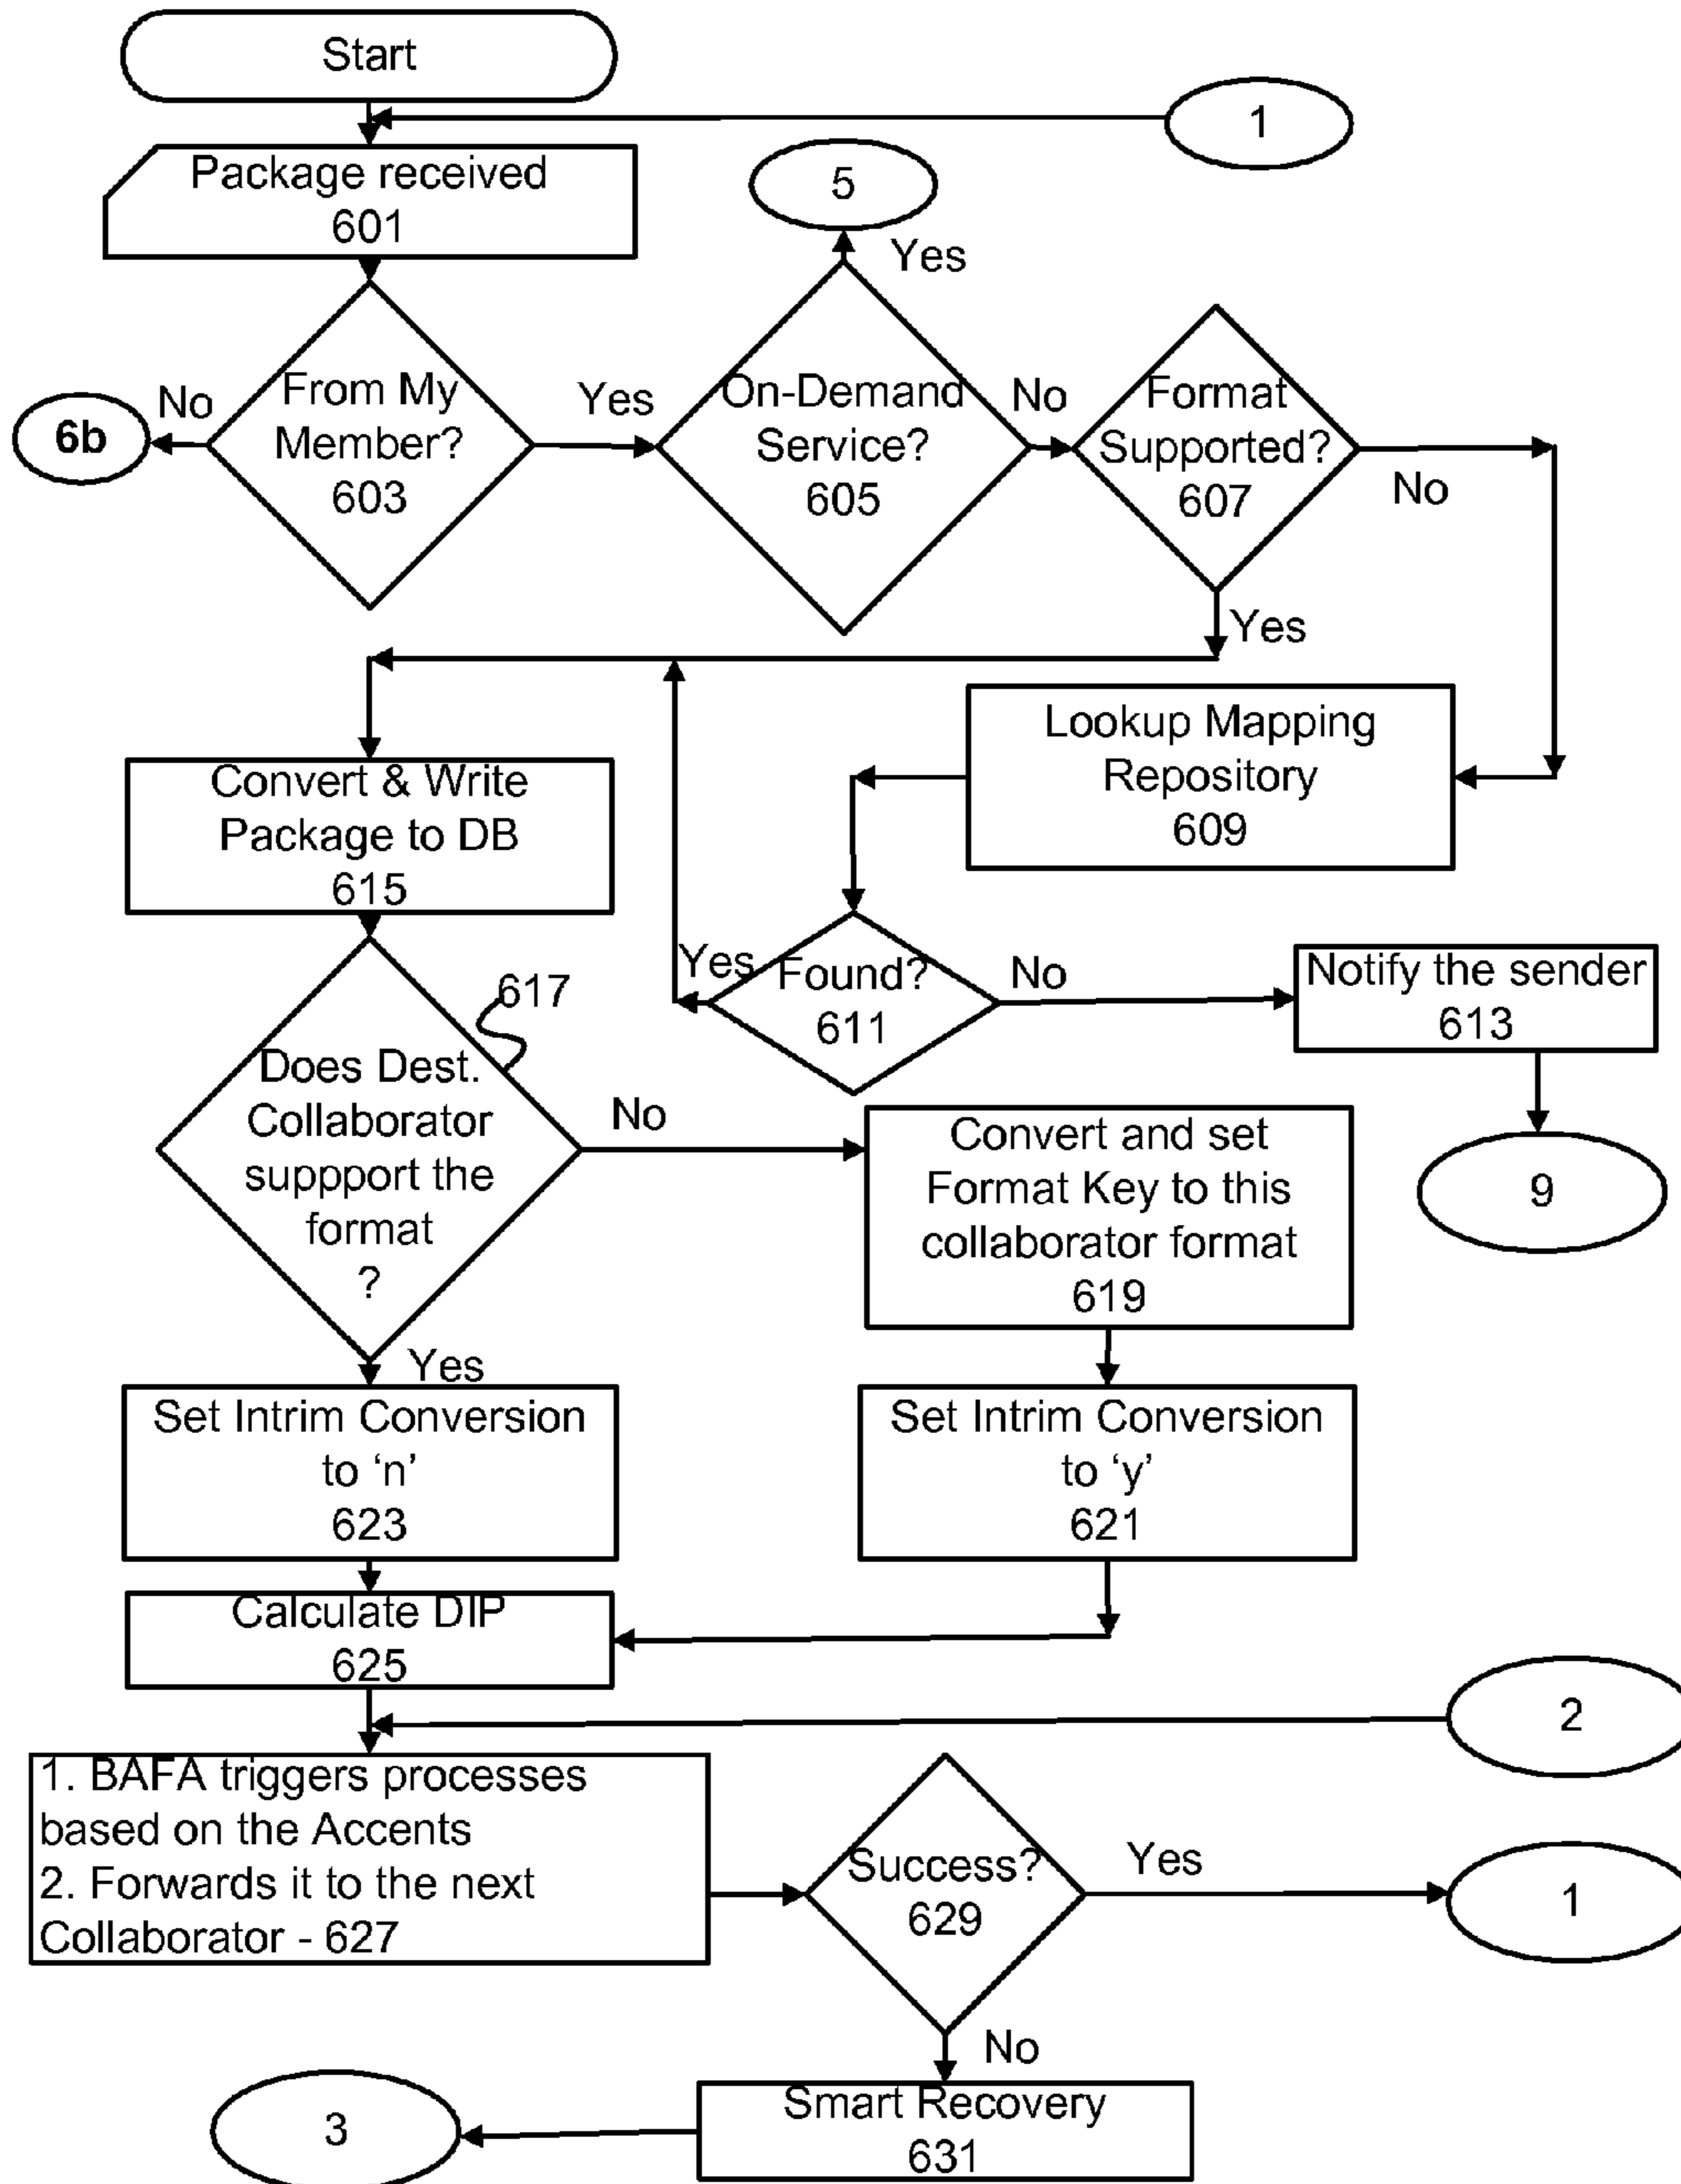 Start
1
Package received
601
5
Yes
From My
Member?
603
No
6b
Yes
On-Demand
Service?
605
No
Format
Supported?
607
No
Yes
Lookup Mapping
Repository
609
Convert & Write
Package to DB
615
Yes
Found?
611
No
Notify the sender
613
617
Does Dest.
Collaborator
suppport the
format
?
No
Convert and set
Format Key to this
collaborator format
619
9
Yes
Set Intrim Conversion
to ‘n’
623
Set Intrim Conversion
to ‘y’
621
Calculate DIP
625
2
1. BAFA triggers processes
based on the Accents
2. Forwards it to the next
Collaborator - 627
Success?
629
Yes
1
No
Smart Recovery
631
3